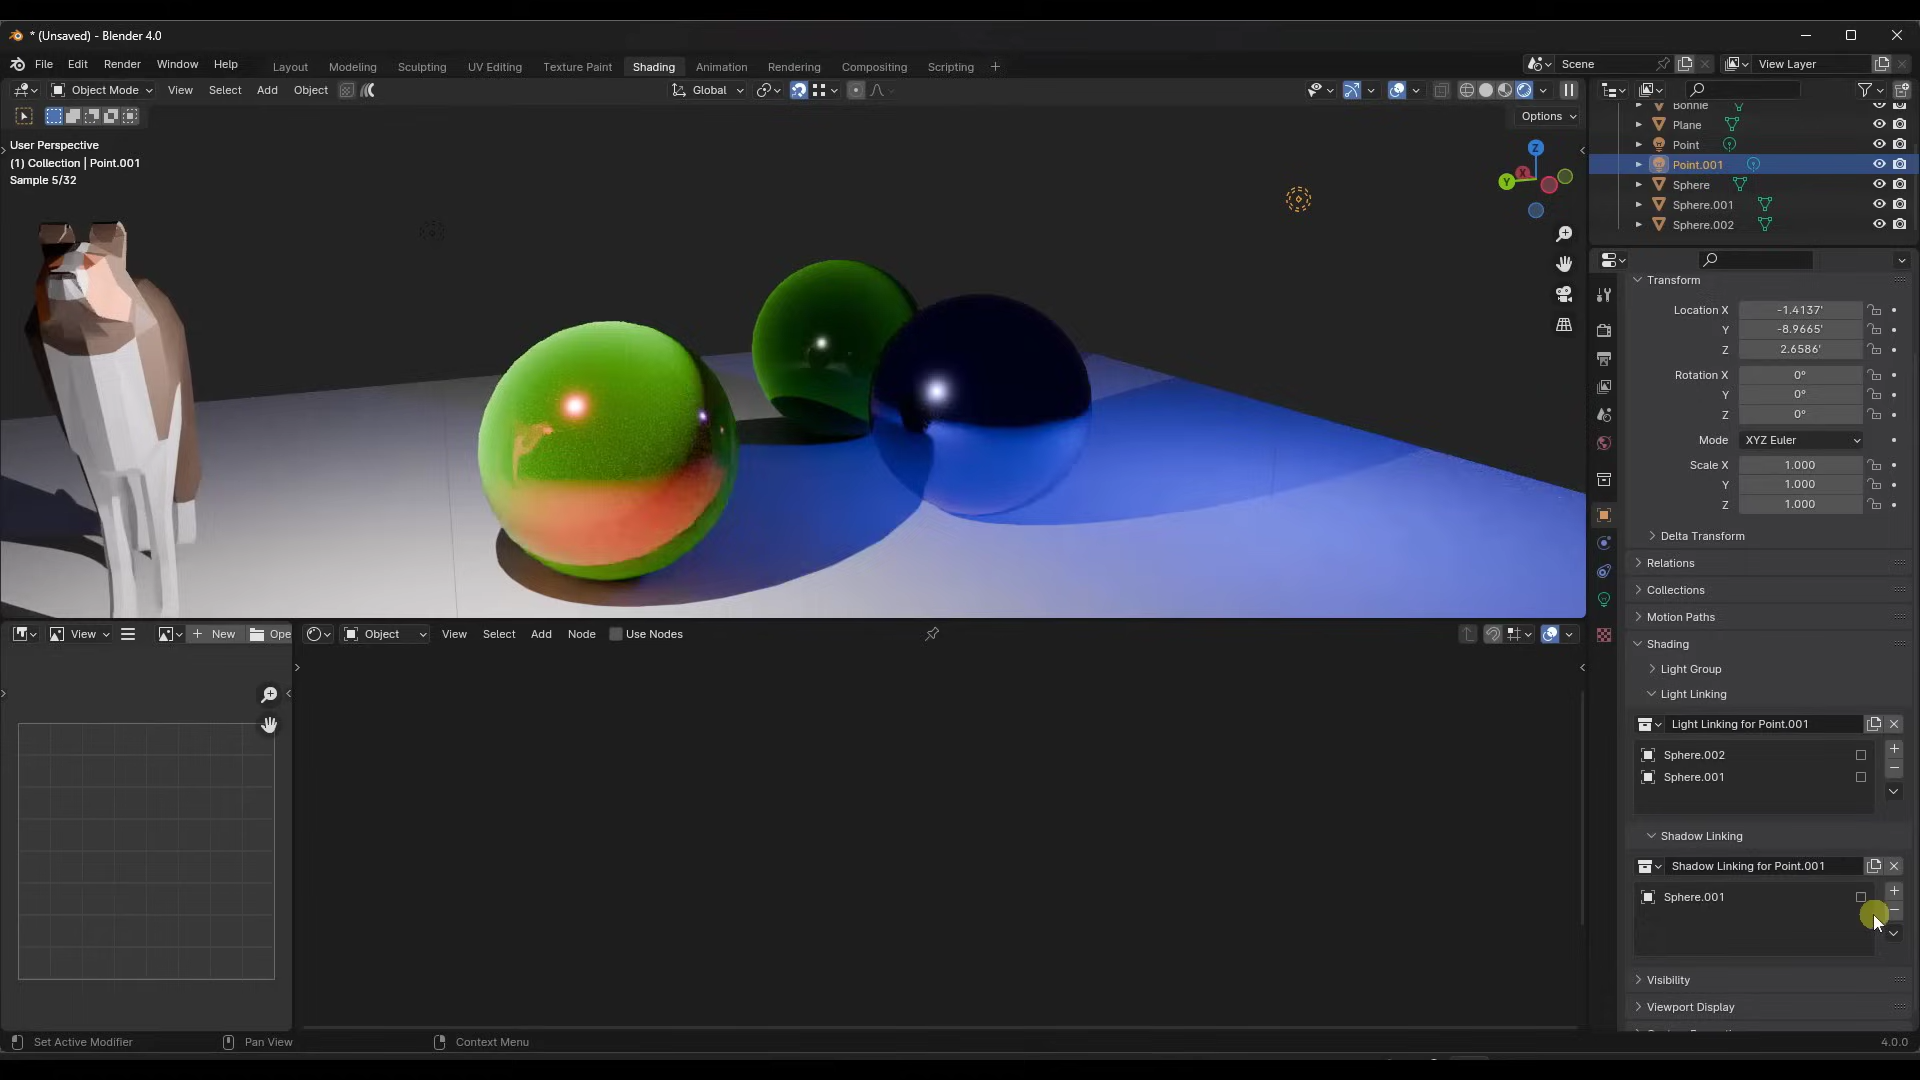 * (Unsaved) - Blender 4.0
File Edit Render Window Help Layout Modeling Sculpting UV Editing Texture Paint Shading Animation Rendering Compositing Scripting + Scene View Layer
Object Mode View Select Add Object Global
Options
User Perspective
(1) Collection | Point.001
Sample 5/32
Z
X
Y
Bonnie
Plane
Point
Point.001
Sphere
Sphere.001
Sphere.002
Transform
Location X -1.4137'
Y -8.9665'
Z 2.6586'
Rotation X 0°
Y 0°
Z 0°
Mode XYZ Euler
Scale X 1.000
Y 1.000
Z 1.000
Delta Transform
Relations
Collections
Motion Paths
Shading
Light Group
Light Linking
Light Linking for Point.001
Sphere.002
Sphere.001
Shadow Linking
Shadow Linking for Point.001
Sphere.001
Visibility
Viewport Display
View New Ope
Object View Select Add Node Use Nodes
Set Active Modifier Pan View Context Menu 4.0.0